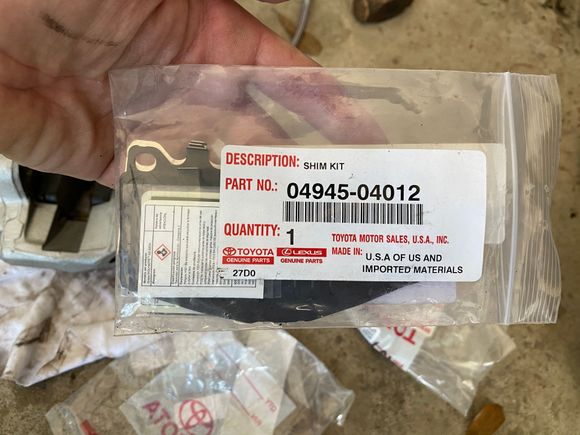 DESCRIPTION: SHIM KIT
PART NO.: 04945-04012
QUANTITY: 1
TOYOTA MOTOR SALES, U.S.A., INC.
TOYOTA LEXUS
GENUINE PARTS GENUINE PARTS
MADE IN: U.S.A OF US AND
IMPORTED MATERIALS
27D0
TOYOTA